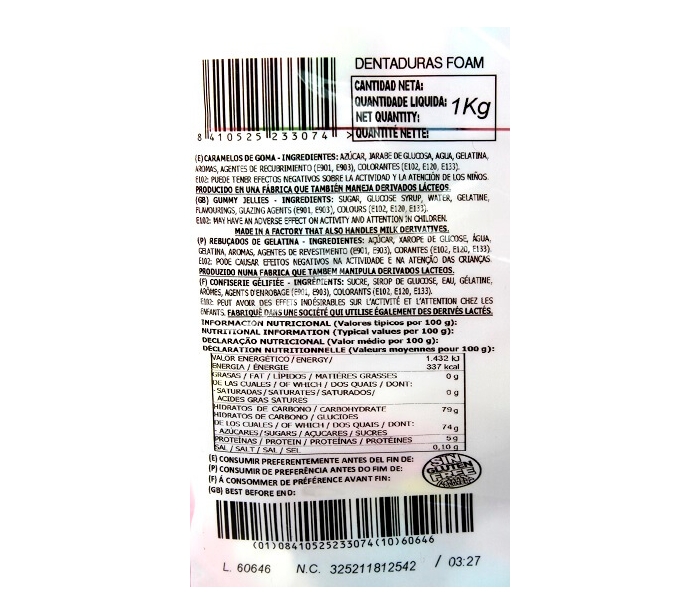 DENTADURAS FOAM
CANTIDAD NETA:
QUANTIDADE LIQUIDA: 1Kg
NET QUANTITY:
QUANTITÉ NETTE:
8 410525 233074 >
(E) CARAMELOS DE GOMA - INGREDIENTES: AZÚCAR, JARABE DE GLUCOSA, AGUA, GELATINA,
AROMAS, AGENTES DE RECUBRIMIENTO (E901, E903), COLORANTES (E102, E120, E133).
E102: PUEDE TENER EFECTOS NEGATIVOS SOBRE LA ACTIVIDAD Y LA ATENCIÓN DE LOS NIÑOS.
PRODUCIDO EN UNA FÁBRICA QUE TAMBIÉN MANEJA DERIVADOS LÁCTEOS.
(GB) GUMMY JELLIES - INGREDIENTS: SUGAR, GLUCOSE SYRUP, WATER, GELATINE,
FLAVOURINGS, GLAZING AGENTS (E901, E903), COLOURS (E102, E120, E133).
E102: MAY HAVE AN ADVERSE EFFECT ON ACTIVITY AND ATTENTION IN CHILDREN.
MADE IN A FACTORY THAT ALSO HANDLES MILK DERIVATIVES.
(P) REBUÇADOS DE GELATINA - INGREDIENTES: AÇÚCAR, XAROPE DE GLICOSE, ÁGUA,
GELATINA, AROMAS, AGENTES DE REVESTIMENTO (E901, E903), CORANTES (E102, E120, E133).
E102: PODE CAUSAR EFEITOS NEGATIVOS NA ACTIVIDADE E NA ATENÇÃO DAS CRIANÇAS.
PRODUZIDO NUMA FABRICA QUE TAMBEM MANIPULA DERIVADOS LACTEOS.
(F) CONFISERIE GÉLIFIÉE - INGRÉDIENTS: SUCRE, SIROP DE GLUCOSE, EAU, GÉLATINE,
ARÔMES, AGENTS D'ENROBAGE (E901, E903), COLORANTS (E102, E120, E133).
E102: PEUT AVOIR DES EFFETS INDÉSIRABLES SUR L'ACTIVITÉ ET L'ATTENTION CHEZ LES
ENFANTS. FABRIQUÉ DANS UNE SOCIÉTÉ QUI UTILISE ÉGALEMENT DES DERIVÉS LACTÉS.
INFORMACIÓN NUTRICIONAL (Valores típicos por 100 g):
NUTRITIONAL INFORMATION (Typical values per 100 g):
DECLARAÇÃO NUTRICIONAL (Valor médio por 100 g):
DÉCLARATION NUTRITIONNELLE (Valeurs moyennes pour 100 g):
VALOR ENERGÉTICO / ENERGY / 1.432 kJ
ENERGIA / ÉNERGIE 337 kcal
GRASAS / FAT / LÍPIDOS / MATIÈRES GRASSES 0 g
DE LAS CUALES / OF WHICH / DOS QUAIS / DONT:
- SATURADAS / SATURATES / SATURADOS / 0 g
ACIDES GRAS SATURES
HIDRATOS DE CARBONO / CARBOHYDRATE 79 g
HIDRATOS DE CARBONO / GLUCIDES
DE LOS CUALES / OF WHICH / DOS QUAIS / DONT: 74 g
- AZÚCARES / SUGARS / AÇUCARES / SUCRES
PROTEÍNAS / PROTEIN / PROTEÍNAS / PROTÉINES 5 g
SAL / SALT / SAL / SEL 0,10 g
(E) CONSUMIR PREFERENTEMENTE ANTES DEL FIN DE:
(P) CONSUMIR DE PREFERÊNCIA ANTES DO FIM DE:
(F) Á CONSOMMER DE PRÉFÉRENCE AVANT FIN:
(GB) BEST BEFORE END:
SIN
GLUTEN
FREE
(01)08410525233074(10)60646
L. 60646 N.C. 325211812542 / 03:27